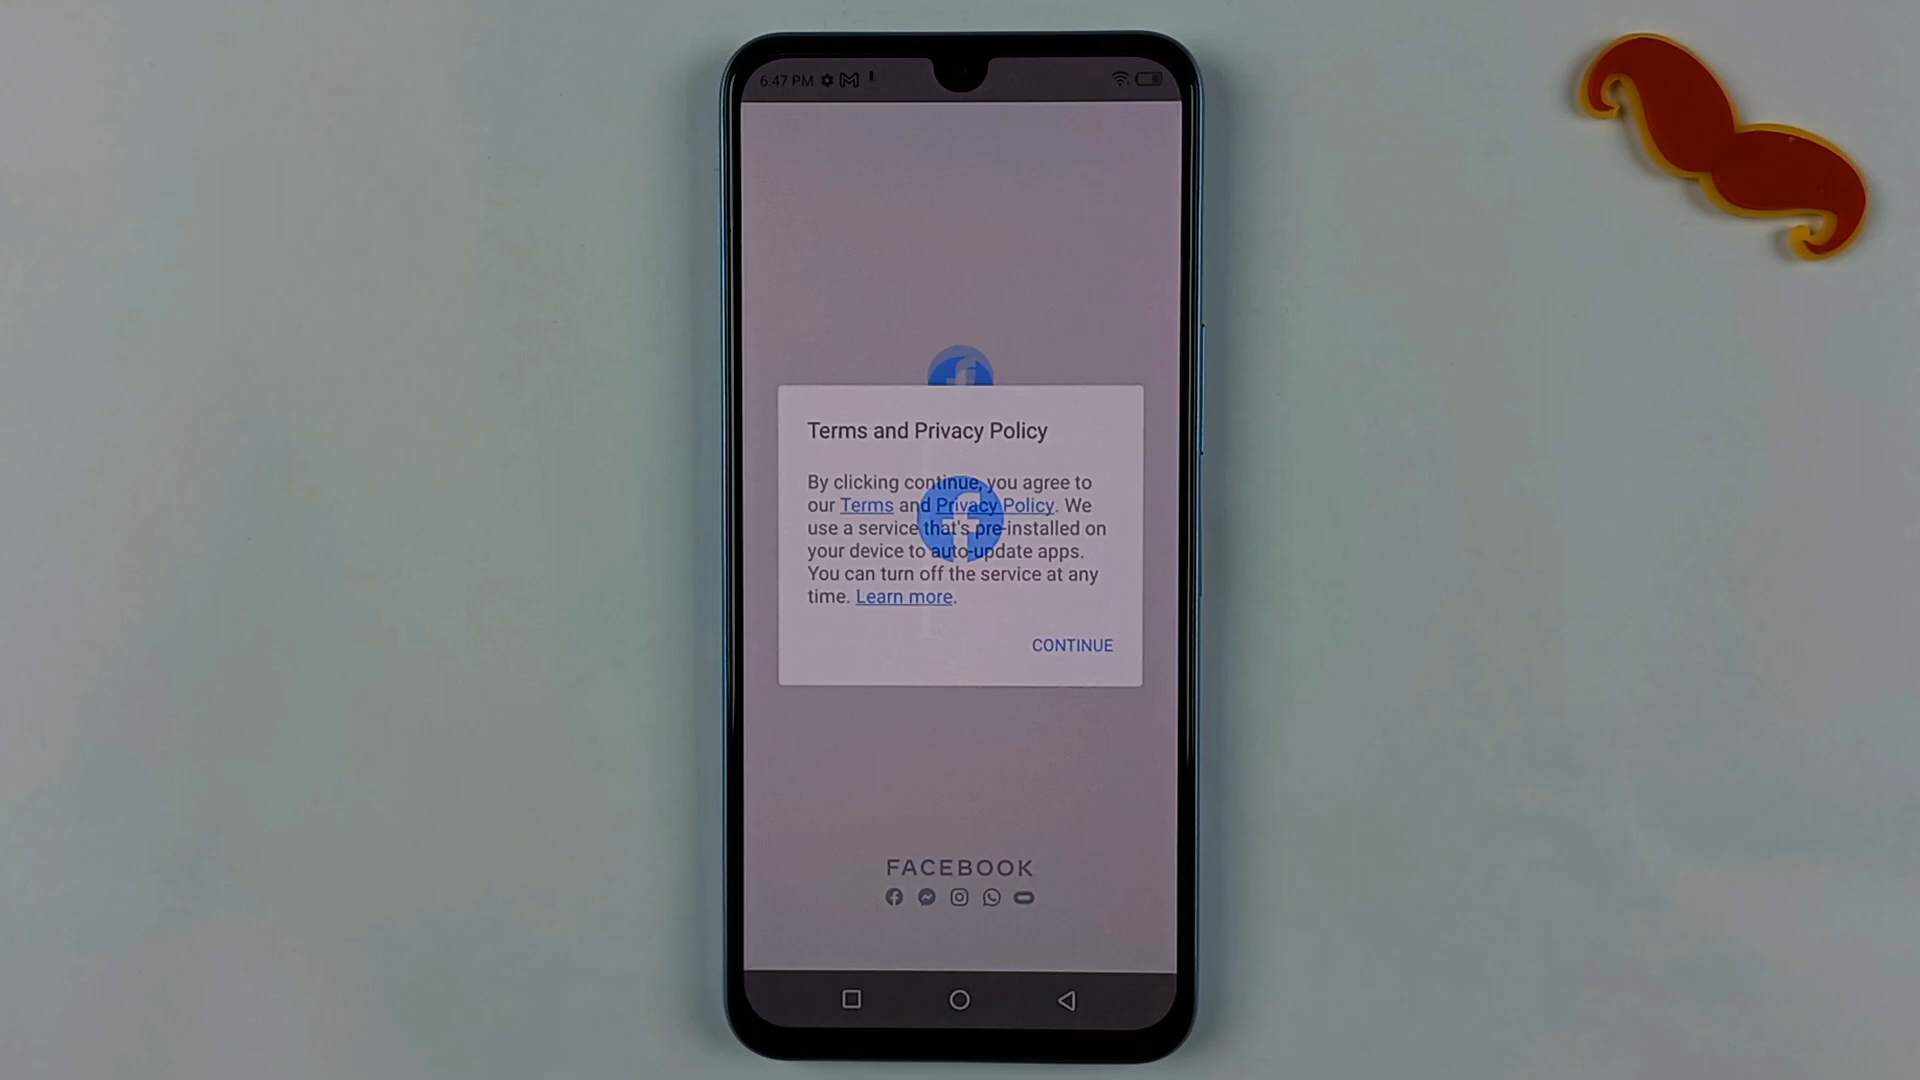 6:47 PM
Terms and Privacy Policy
By clicking continue, you agree to
our Terms and Privacy Policy. We
use a service that's pre-installed on
your device to auto-update apps.
You can turn off the service at any
time. Learn more.
CONTINUE
FACEBOOK